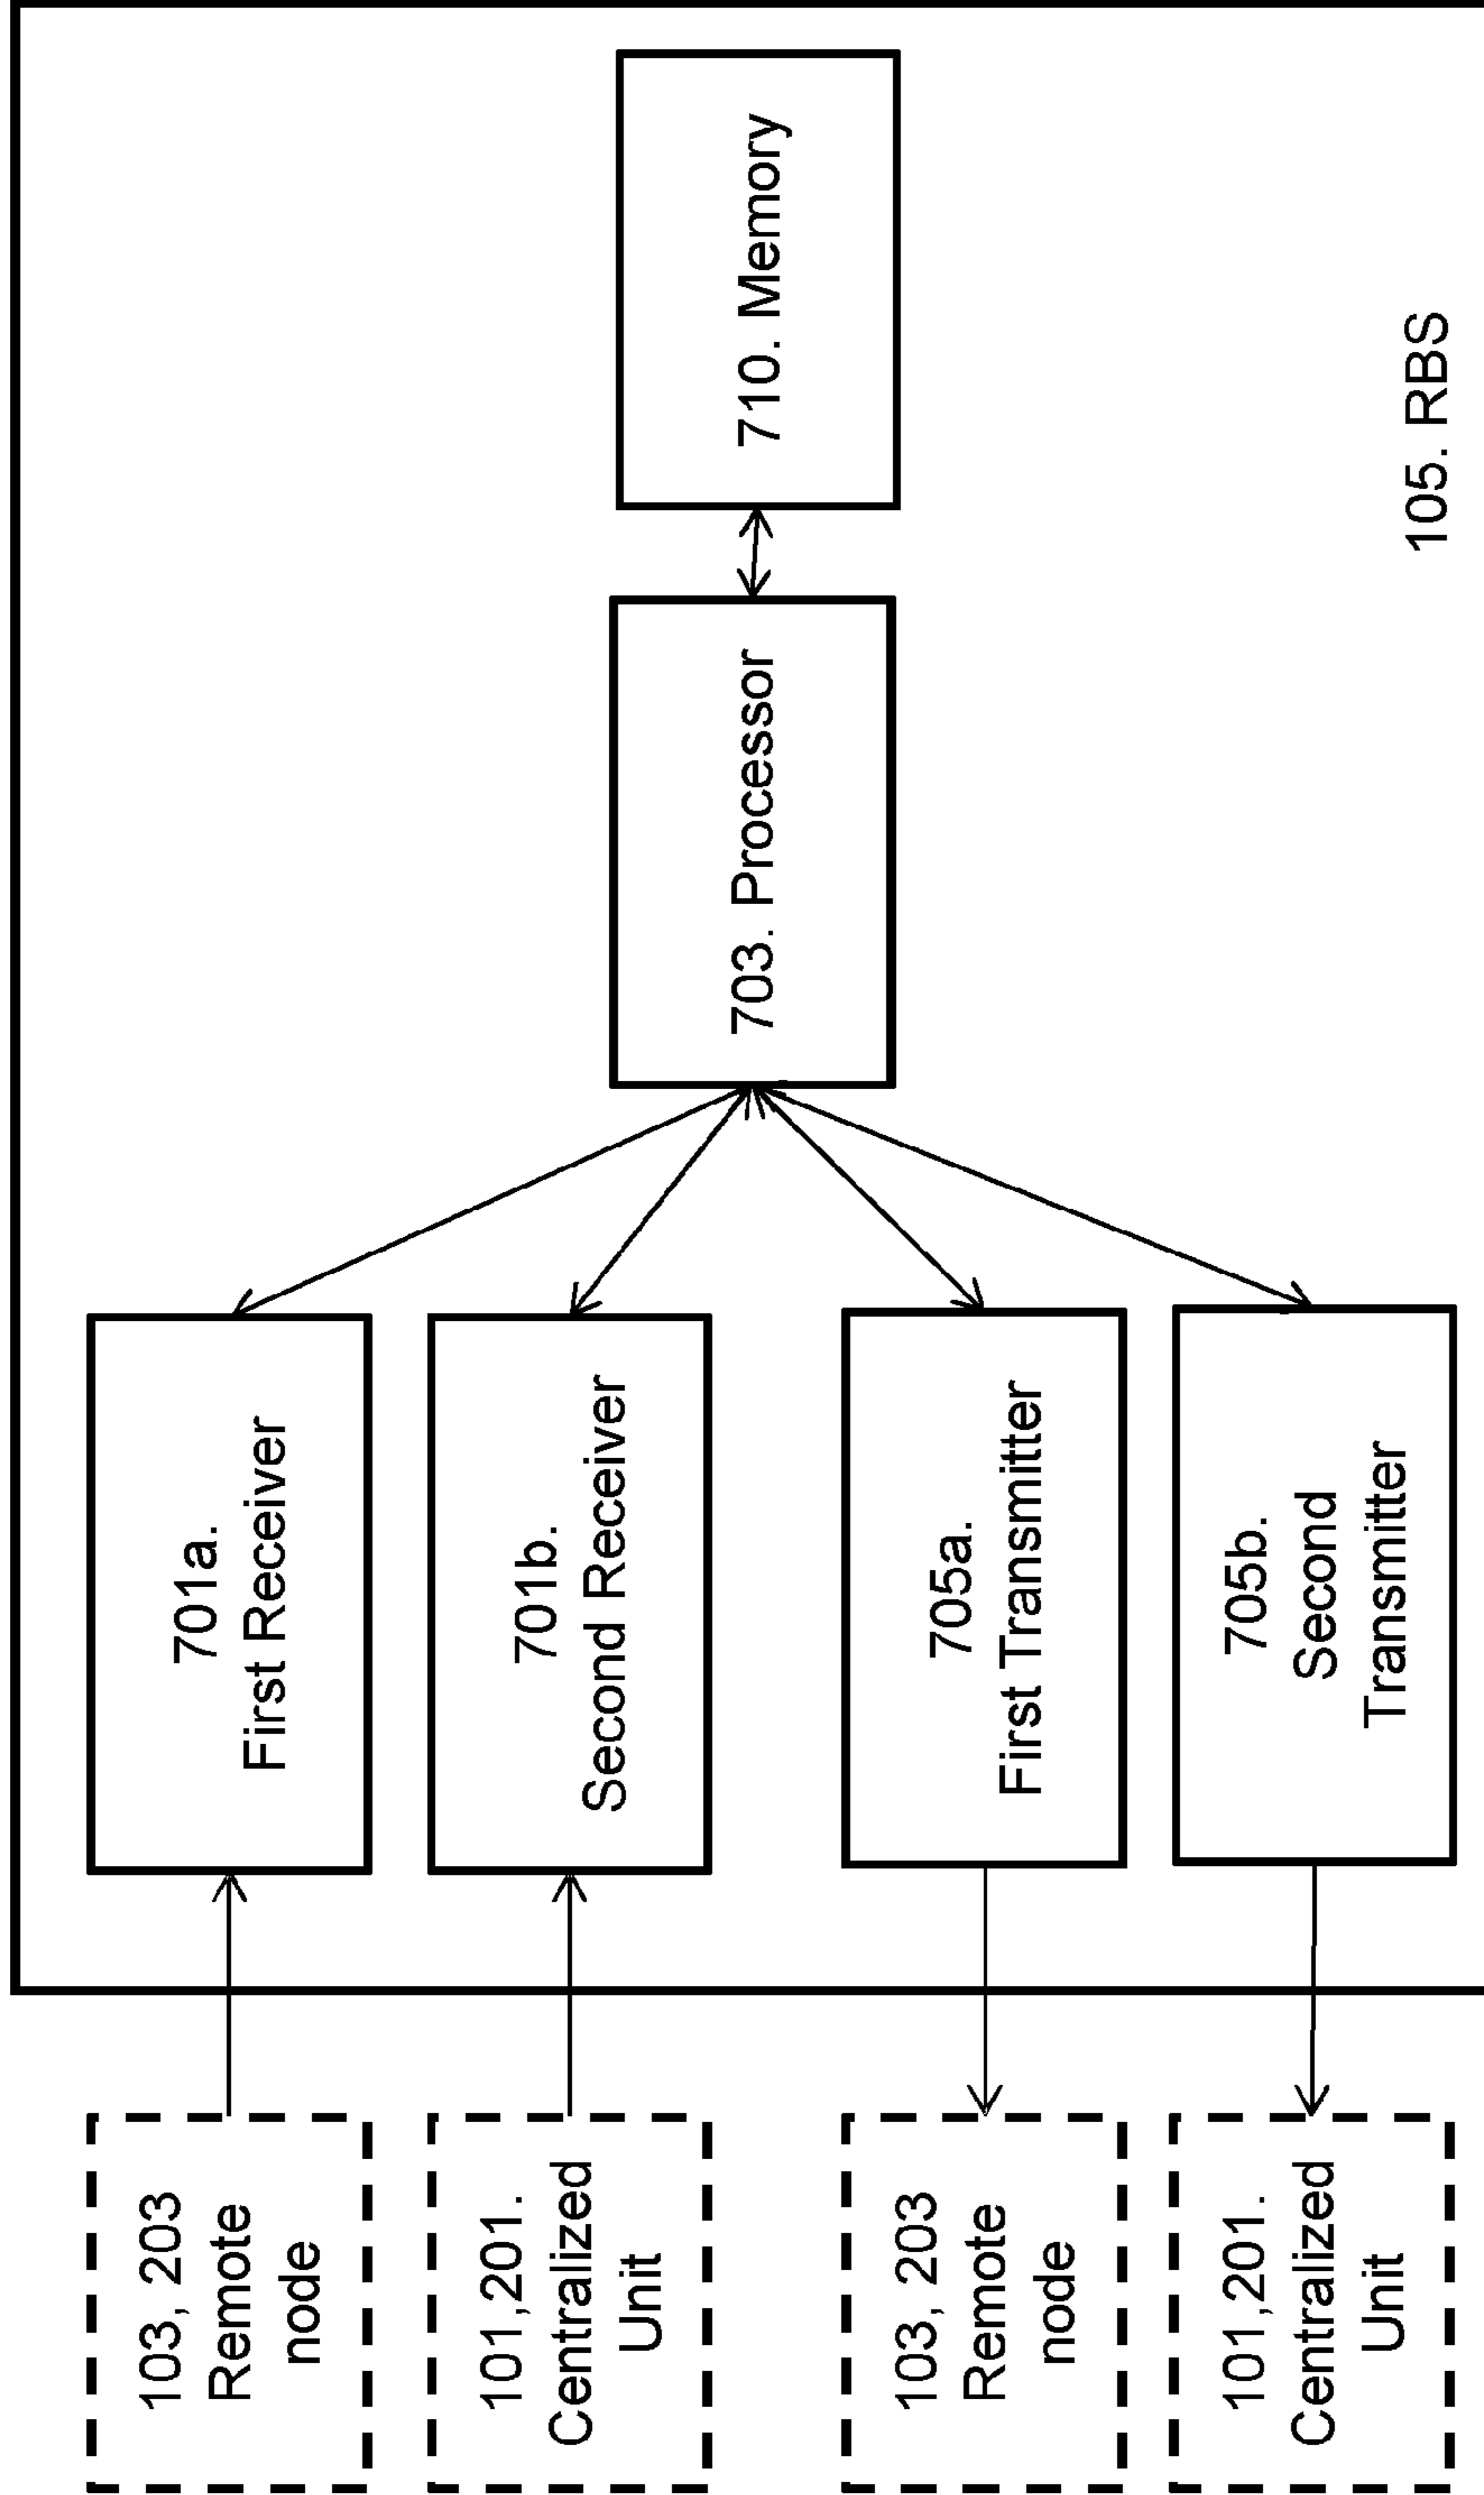 103, 203
Remote
node
701a.
First Receiver
101,201.
Centralized
Unit
701b.
Second Receiver
703. Processor
710. Memory
103, 203
Remote
node
705a.
First Transmitter
101,201.
Centralized
Unit
705b.
Second
Transmitter
105. RBS